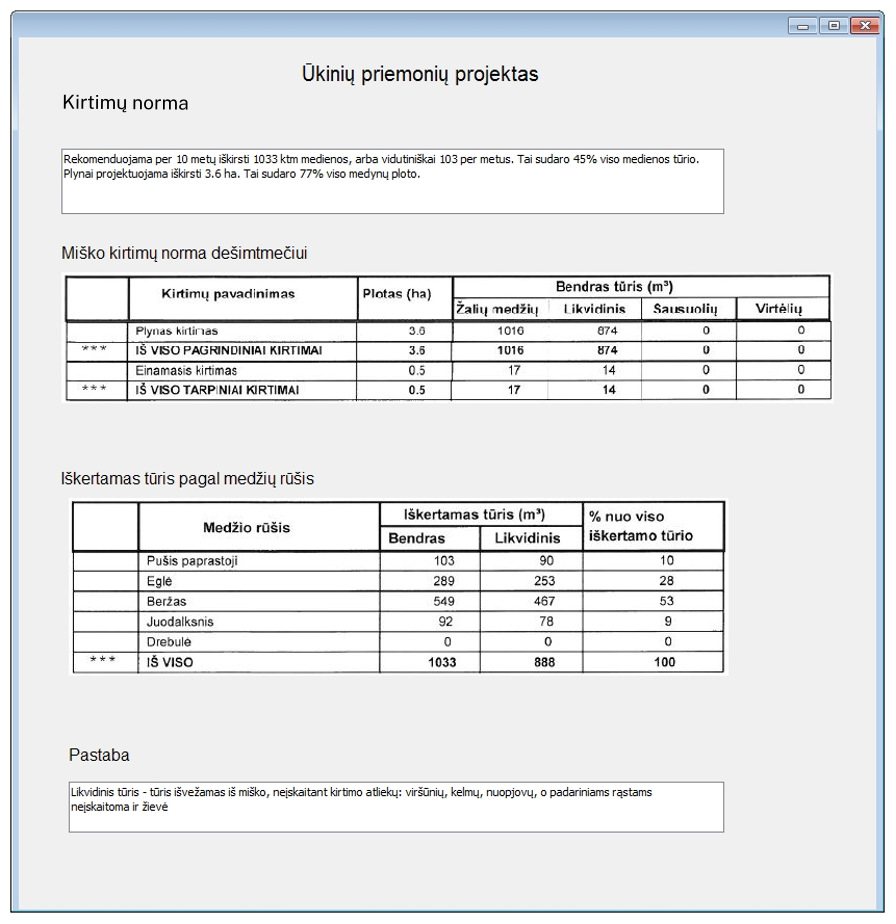 Ūkinių priemonių projektas
Kirtimų norma
Rekomenduojama per 10 metų iškirsti 1033 ktm medienos, arba vidutiniškai 103 per metus. Tai sudaro 45% viso medienos tūrio.
Plynai projektuojama iškirsti 3.6 ha. Tai sudaro 77% viso medynų ploto.
Miško kirtimų norma dešimtmečiui
Kirtimų pavadinimas Plotas (ha) Bendras tūris (m³)
Žalių medžių Likvidinis Sausuolių Virtėlių
Plynas kirtimas 3.6 1016 874 0 0
*** IŠ VISO PAGRINDINIAI KIRTIMAI 3.6 1016 874 0 0
Einamasis kirtimas 0.5 17 14 0 0
*** IŠ VISO TARPINIAI KIRTIMAI 0.5 17 14 0 0
Iškertamas tūris pagal medžių rūšis
Medžio rūšis Iškertamas tūris (m³) % nuo viso
Bendras Likvidinis iškertamo tūrio
Pušis paprastoji 103 90 10
Eglė 289 253 28
Beržas 549 467 53
Juodalksnis 92 78 9
Drebulė 0 0 0
*** IŠ VISO 1033 888 100
Pastaba
Likvidinis tūris - tūris išvežamas iš miško, neįskaitant kirtimo atliekų: viršūnių, kelmų, nuopjovų, o padariniams rąstams
neįskaitoma ir žievė